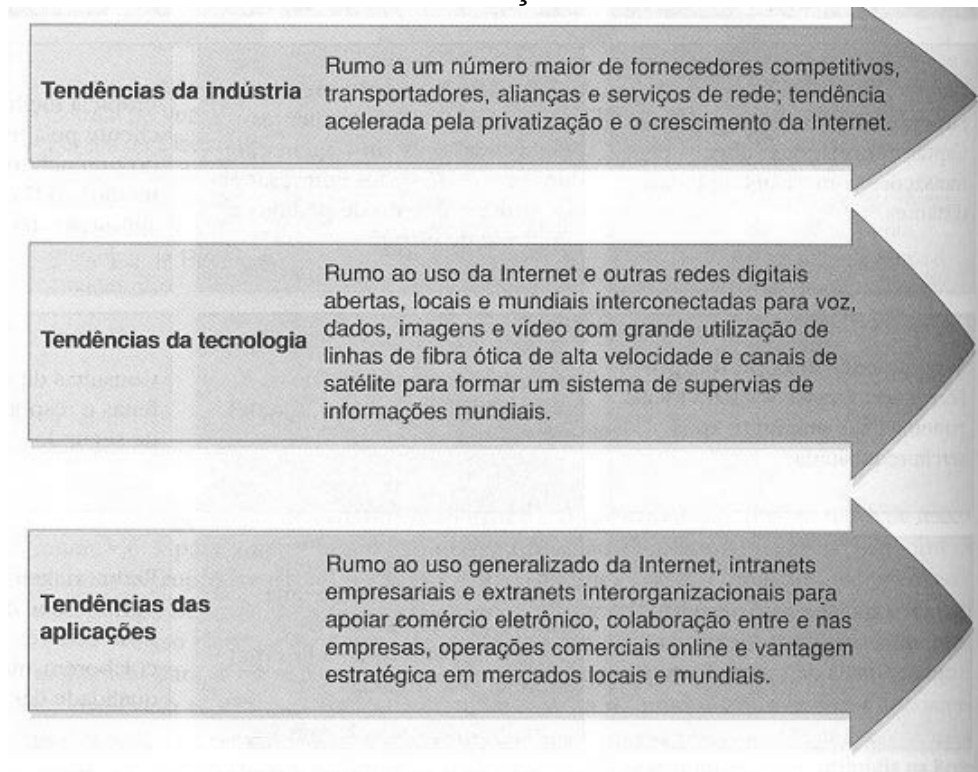 Tendências da indústria
Rumo a um número maior de fornecedores competitivos,
transportadores, alianças e serviços de rede; tendência
acelerada pela privatização e o crescimento da Internet.
Tendências da tecnologia
Rumo ao uso da Internet e outras redes digitais
abertas, locais e mundiais interconectadas para voz,
dados, imagens e vídeo com grande utilização de
linhas de fibra ótica de alta velocidade e canais de
satélite para formar um sistema de supervias de
informações mundiais.
Tendências das
aplicações
Rumo ao uso generalizado da Internet, intranets
empresariais e extranets interorganizacionais para
apoiar comércio eletrônico, colaboração entre e nas
empresas, operações comerciais online e vantagem
estratégica em mercados locais e mundiais.